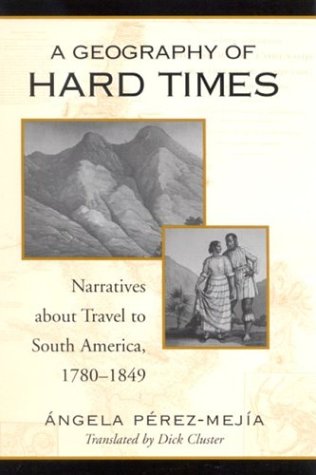 A GEOGRAPHY OF
HARD TIMES
Narratives
about Travel to
South America,
1780–1849
ÁNGELA PÉREZ-MEJÍA
Translated by Dick Cluster